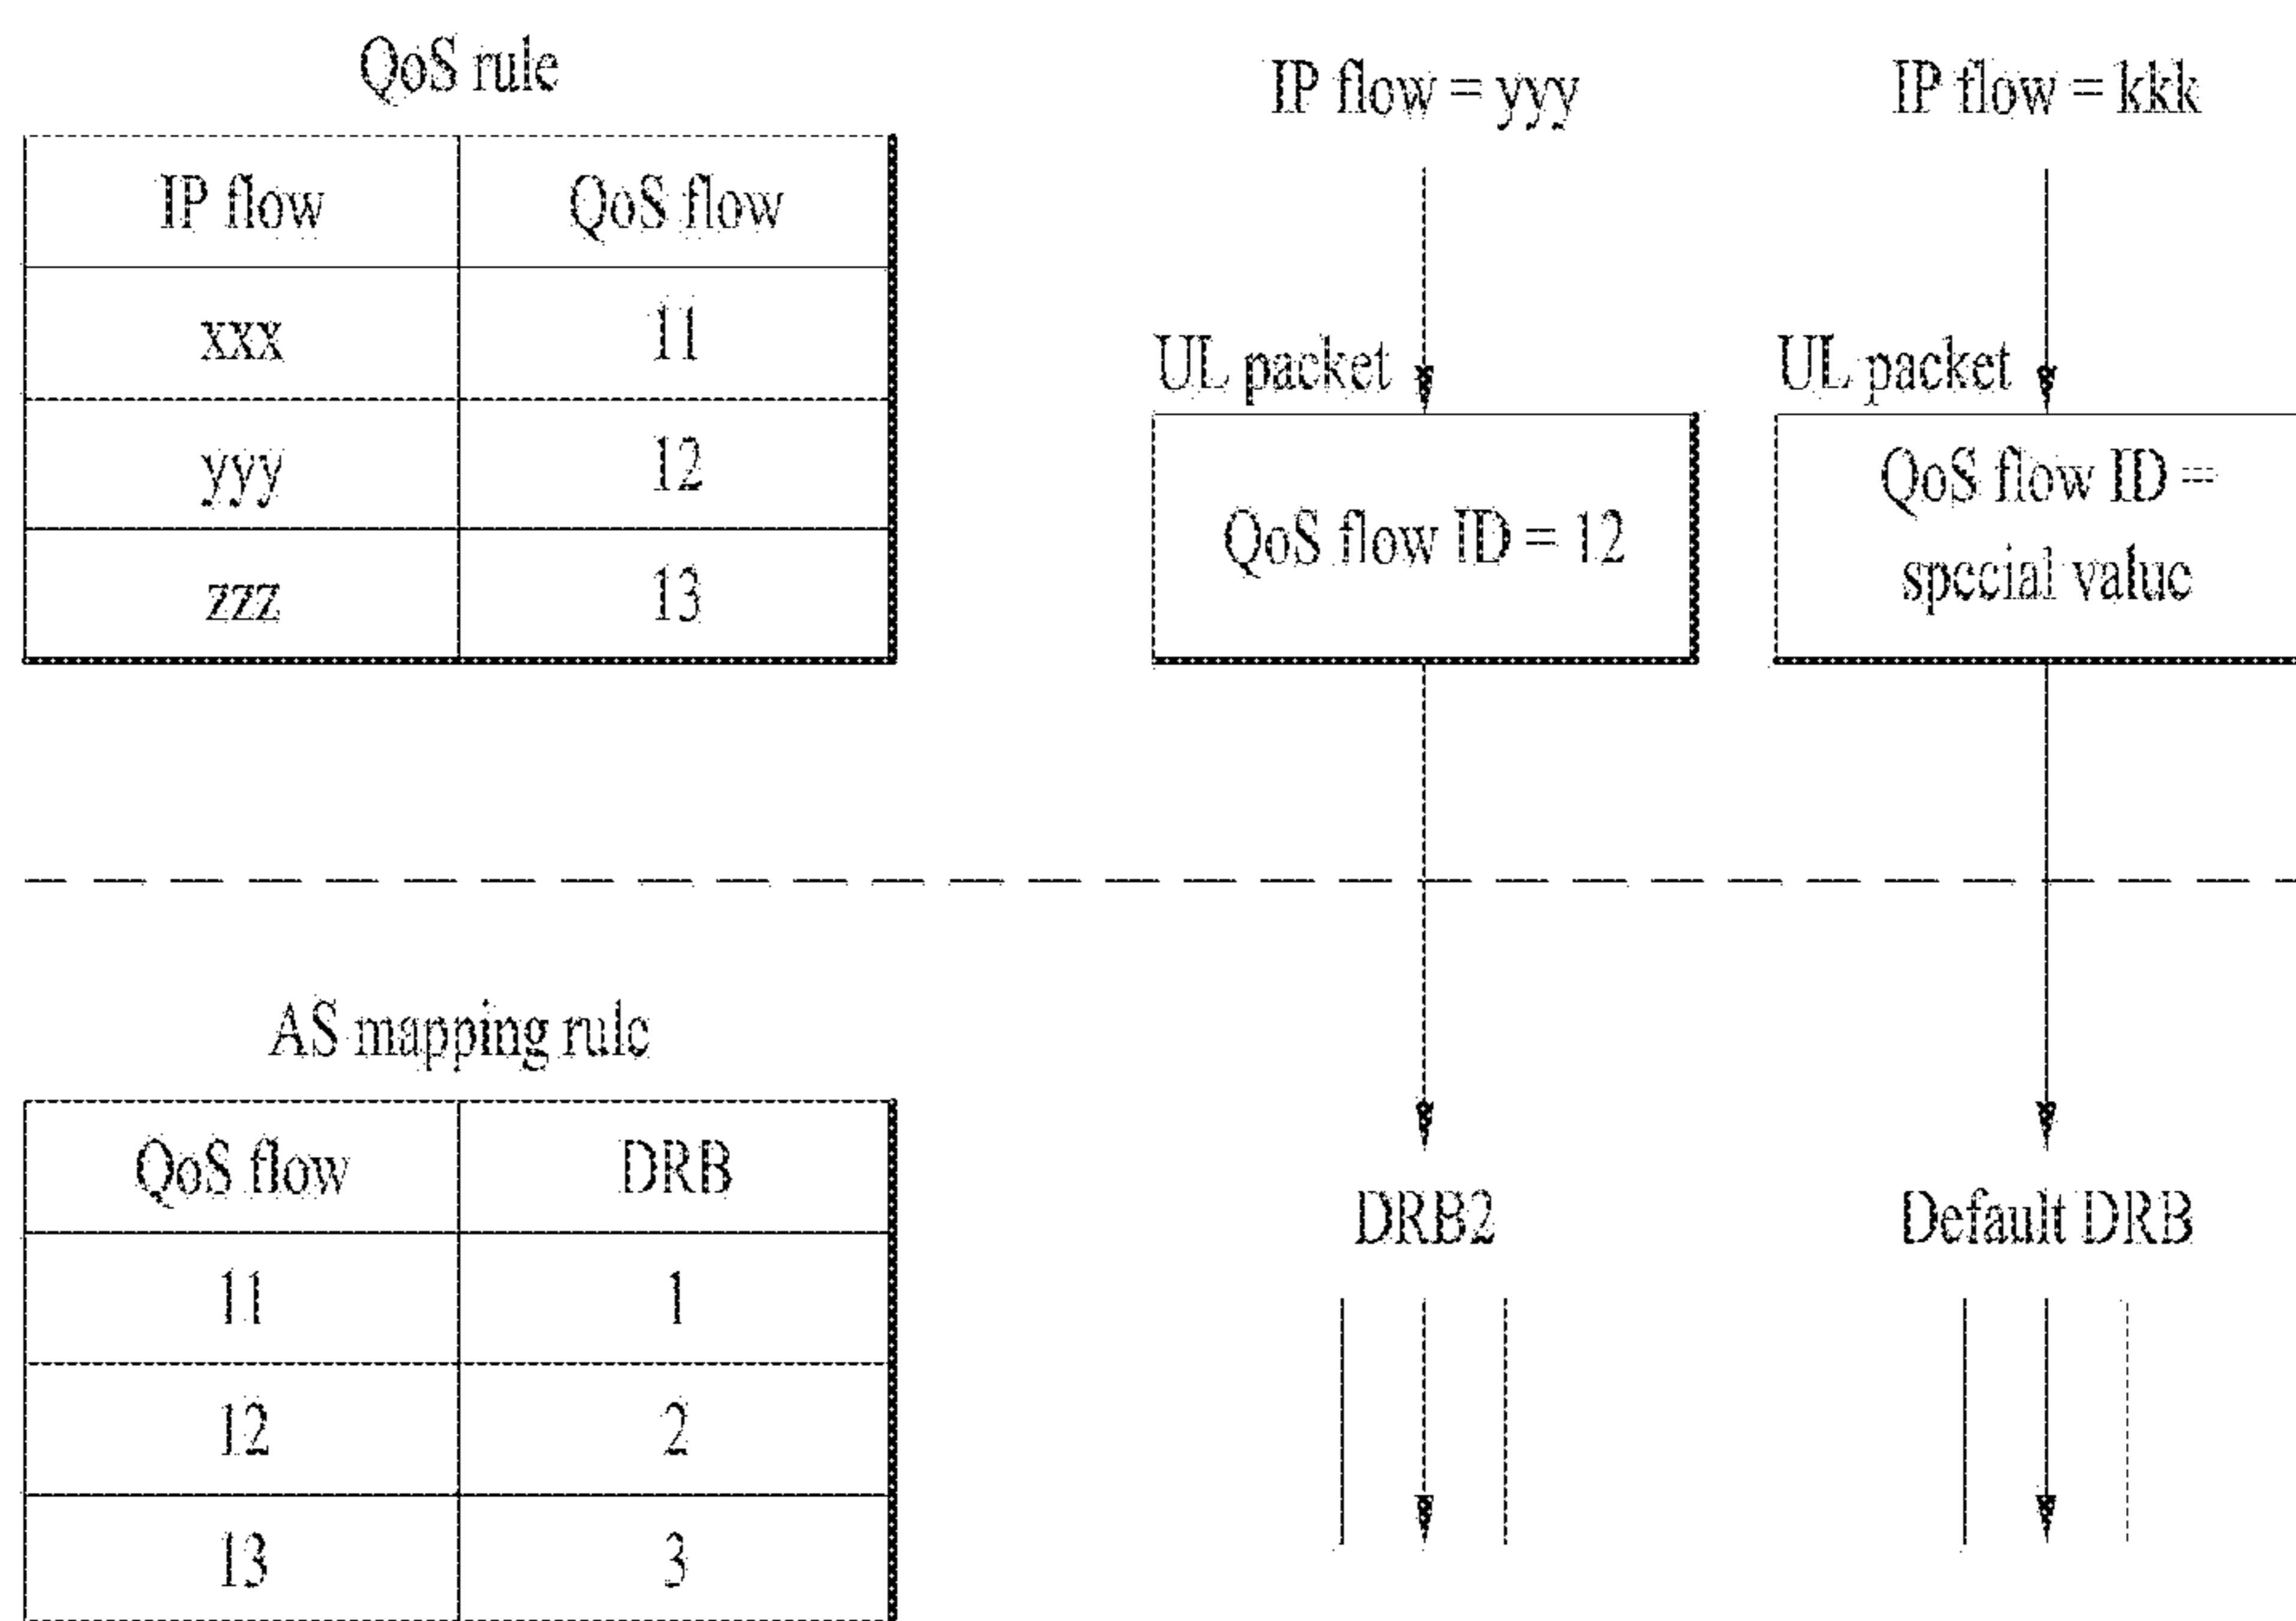 QoS rule
IP flow QoS flow
xxx 11
yyy 12
zzz 13
IP flow = yyy
UL packet
QoS flow ID = 12
IP flow = kkk
UL packet
QoS flow ID =
special value
AS mapping rule
QoS flow DRB
11 1
12 2
13 3
DRB2
Default DRB